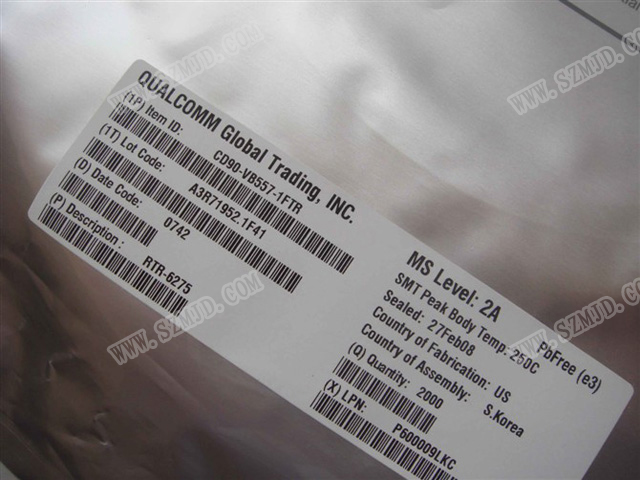 QUALCOMM Global Trading, INC.
(1P) Item ID:
CD90-VB557-1FTR
(1T) Lot Code:
A3R71952.1F41
(D) Date Code:
0742
(P) Description :
RTR-6275
MS Level: 2A
PbFree (e3)
SMT Peak Body Temp: 250C
Sealed: 27Feb08
Country of Fabrication: US
Country of Assembly: S.Korea
(Q) Quantity: 2000
(X) LPN:
P600009LKC
WWW.SZMJD.COM
WWW.SZMJD.COM
WWW.SZMJD.COM
WWW.SZMJD.COM